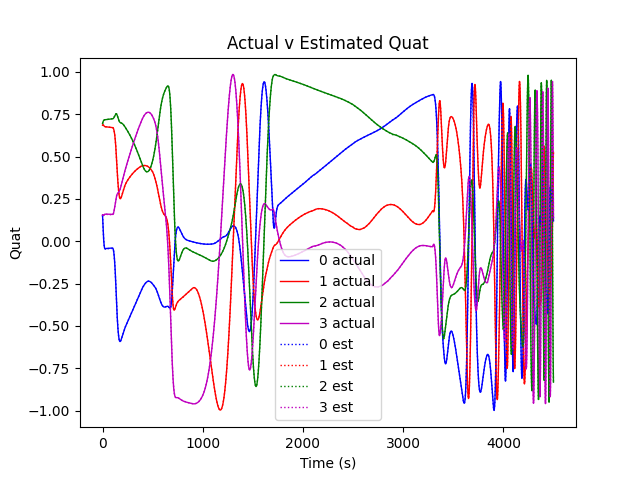 Actual v Estimated Quat
1.00
0.75
0.50
0.25
0.00
−0.25
−0.50
−0.75
−1.00
Quat
0 actual
1 actual
2 actual
3 actual
0 est
1 est
2 est
3 est
0
1000
2000
3000
4000
Time (s)